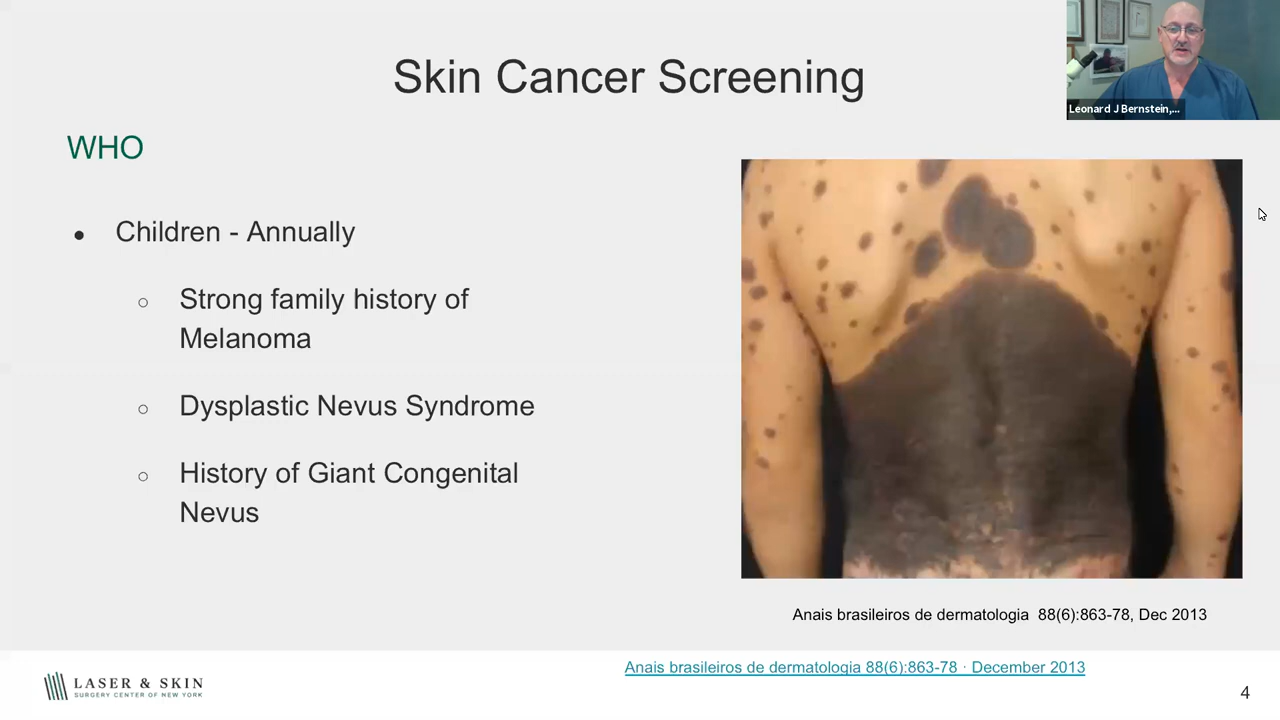 Skin Cancer Screening
Leonard J Bernstein,...
WHO
● Children - Annually
○ Strong family history of
Melanoma
○ Dysplastic Nevus Syndrome
○ History of Giant Congenital
Nevus
Anais brasileiros de dermatologia 88(6):863-78, Dec 2013
Anais brasileiros de dermatologia 88(6):863-78 · December 2013
LASER & SKIN
SURGERY CENTER OF NEW YORK
4